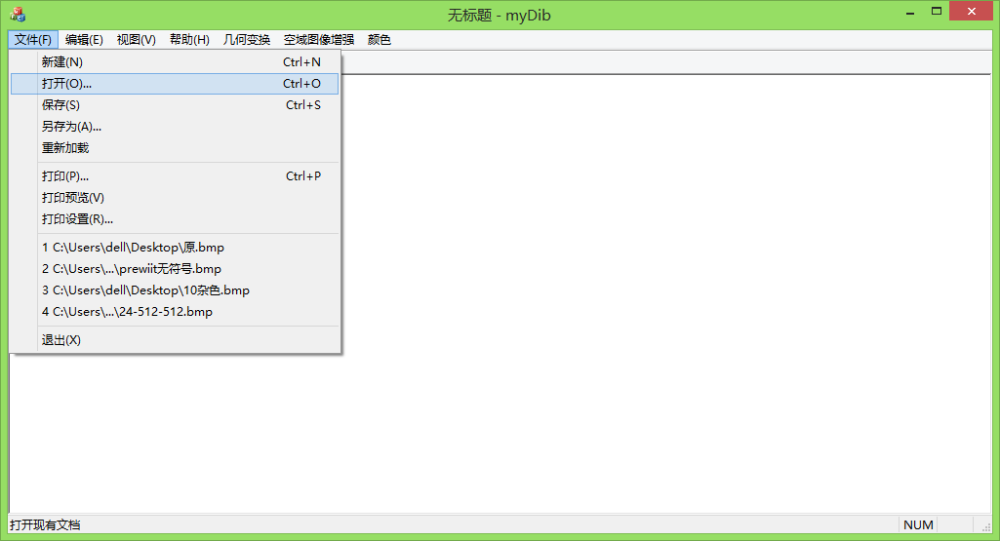 无标题 - myDib
文件(F) 编辑(E) 视图(V) 帮助(H) 几何变换 空域图像增强 颜色
新建(N) Ctrl+N
打开(O)... Ctrl+O
保存(S) Ctrl+S
另存为(A)...
重新加载
打印(P)... Ctrl+P
打印预览(V)
打印设置(R)...
1 C:\Users\dell\Desktop\原.bmp
2 C:\Users\...\prewiit无符号.bmp
3 C:\Users\dell\Desktop\10杂色.bmp
4 C:\Users\...\24-512-512.bmp
退出(X)
打开现有文档 NUM